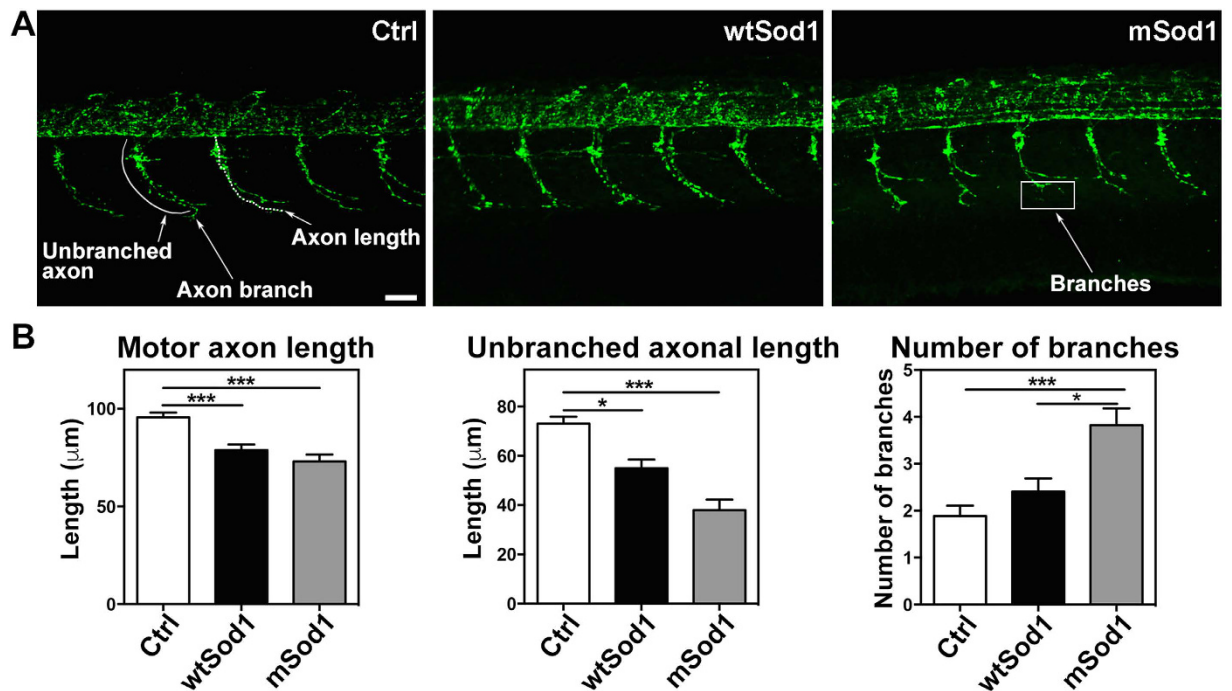 A
Ctrl
wtSod1
mSod1
Unbranched
axon
Axon length
Axon branch
Branches
B
Motor axon length
Length (μm)
100
50
0
***
***
Ctrl
wtSod1
mSod1
Unbranched axonal length
Length (μm)
80
60
40
20
0
***
*
Ctrl
wtSod1
mSod1
Number of branches
Number of branches
5
4
3
2
1
0
***
*
Ctrl
wtSod1
mSod1